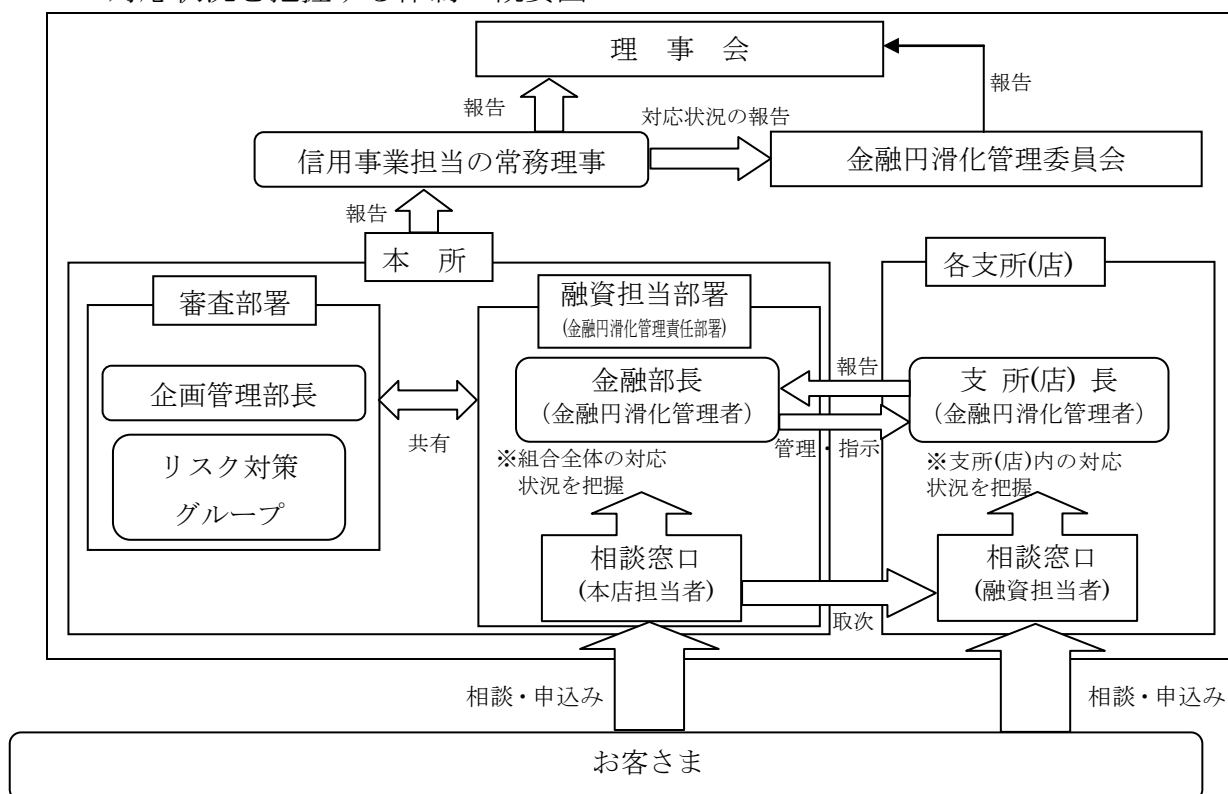 理 事 会
報告
対応状況の報告
報告
信用事業担当の常務理事
金融円滑化管理委員会
報告
本 所
各支所(店)
審査部署
融資担当部署
(金融円滑化管理責任部署)
企画管理部長
金融部長
(金融円滑化管理者)
報告
支 所(店) 長
(金融円滑化管理者)
共有
管理・指示
※組合全体の対応
状況を把握
※支所(店)内の対応
状況を把握
リスク対策
グループ
相談窓口
(本店担当者)
相談窓口
(融資担当者)
取次
相談・申込み
相談・申込み
お客さま